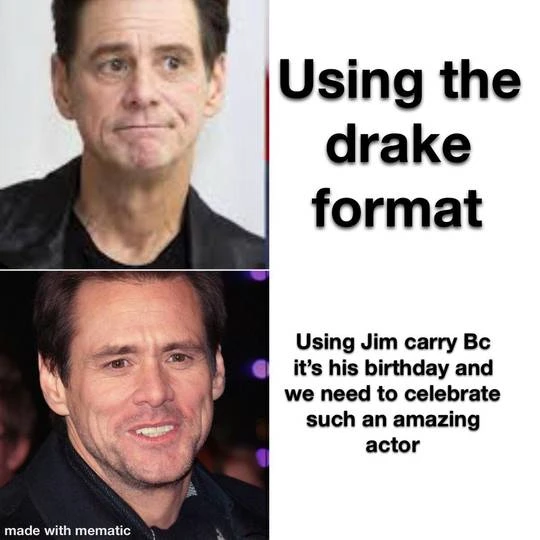 Using the
drake
format
Using Jim carry Bc
it's his birthday and
we need to celebrate
such an amazing
actor
made with mematic